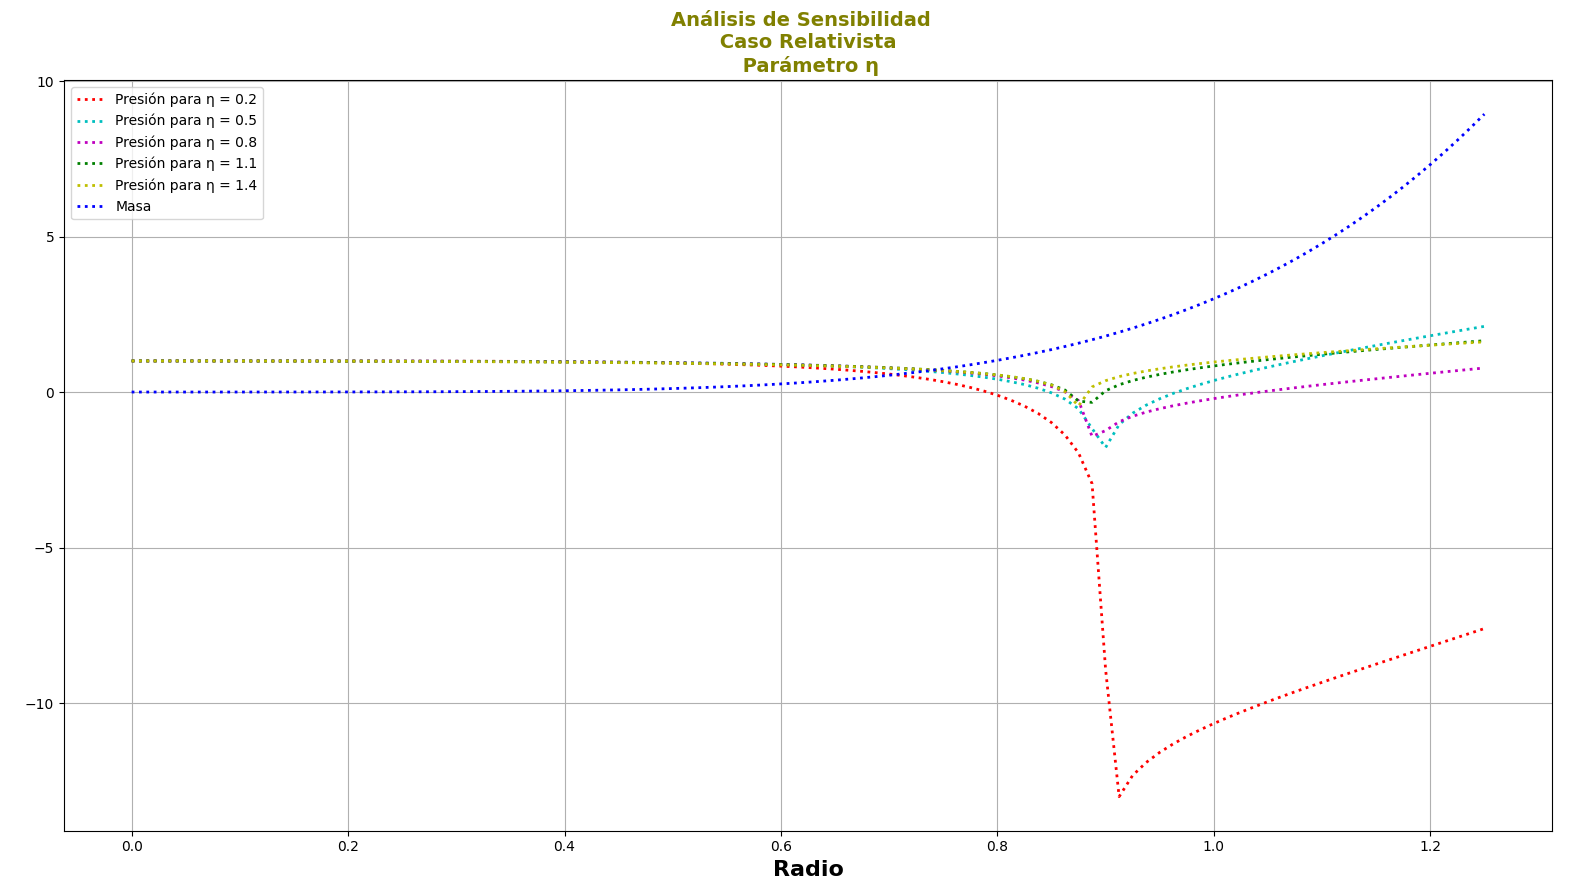 Análisis de Sensibilidad
Caso Relativista
Parámetro η
Presión para η = 0.2
Presión para η = 0.5
Presión para η = 0.8
Presión para η = 1.1
Presión para η = 1.4
Masa
10
5
0
−5
−10
0.0 0.2 0.4 0.6 0.8 1.0 1.2
Radio